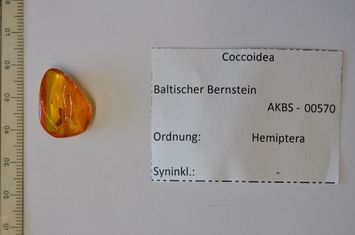 Coccoidea
Baltischer Bernstein
AKBS - 00570
Ordnung: Hemiptera
Syninkl.: -